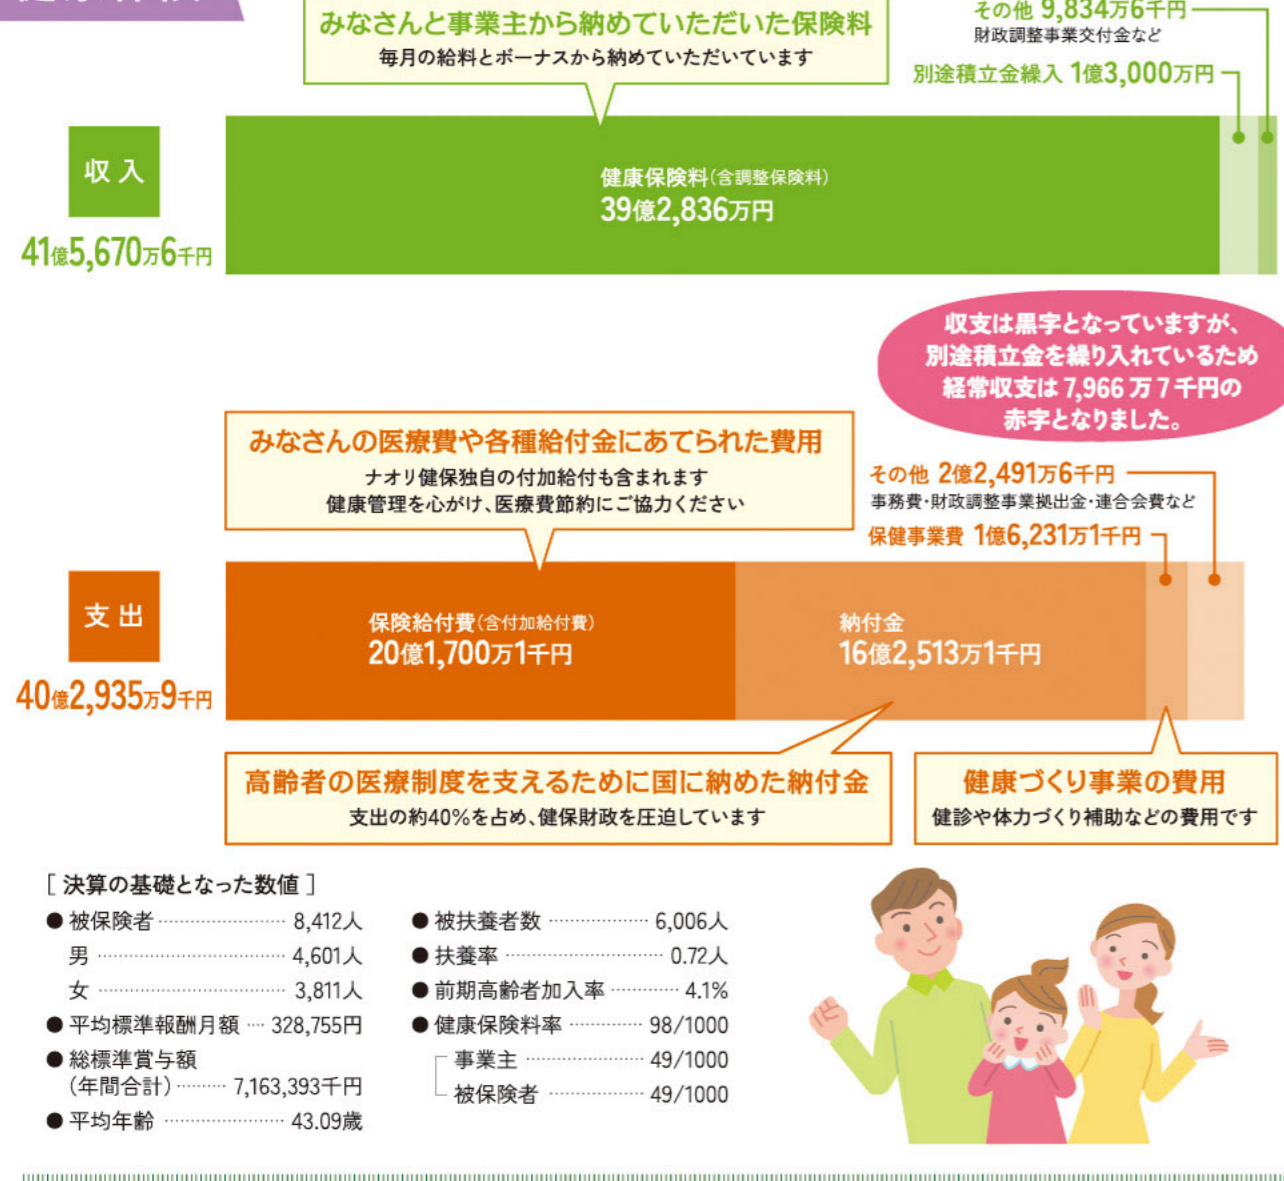 みなさんと事業主から納めていただいた保険料
毎月の給料とボーナスから納めていただいています
その他 9,834万6千円
財政調整事業交付金など
別途積立金繰入 1億3,000万円
収入
41億5,670万6千円
健康保険料(含調整保険料)
39億2,836万円
収支は黒字となっていますが、
別途積立金を繰り入れているため
経常収支は7,966万7千円の
赤字となりました。
みなさんの医療費や各種給付金にあてられた費用
ナオリ健保独自の付加給付も含まれます
健康管理を心がけ、医療費節約にご協力ください
その他 2億2,491万6千円
事務費・財政調整事業拠出金・連合会費など
保健事業費 1億6,231万1千円
支出
40億2,935万9千円
保険給付費(含付加給付費)
20億1,700万1千円
納付金
16億2,513万1千円
高齢者の医療制度を支えるために国に納めた納付金
支出の約40%を占め、健保財政を圧迫しています
健康づくり事業の費用
健診や体力づくり補助などの費用です
[ 決算の基礎となった数値 ]
● 被保険者 ………… 8,412人
男 ………… 4,601人
女 ………… 3,811人
● 平均標準報酬月額 … 328,755円
● 総標準賞与額
(年間合計) ……… 7,163,393千円
● 平均年齢 ………… 43.09歳
● 被扶養者数 ………… 6,006人
● 扶養率 ………… 0.72人
● 前期高齢者加入率 ………… 4.1%
● 健康保険料率 ………… 98/1000
事業主 ………… 49/1000
被保険者 ………… 49/1000